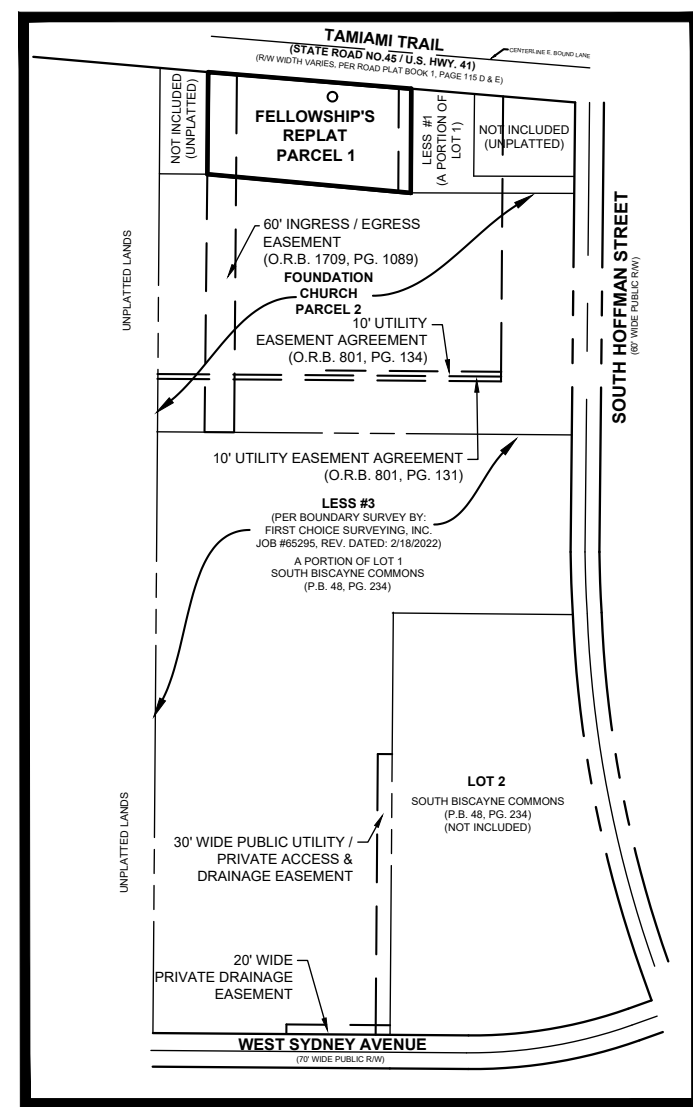 TAMIAMI TRAIL
(STATE ROAD NO.45 / U.S. HWY. 41)
(R/W WIDTH VARIES, PER ROAD PLAT BOOK 1, PAGE 115 D & E)
CENTERLINE E. BOUND LANE
NOT INCLUDED
(UNPLATTED)
FELLOWSHIP'S
REPLAT
PARCEL 1
LESS #1
(A PORTION OF
LOT 1)
NOT INCLUDED
(UNPLATTED)
SOUTH HOFFMAN STREET
(60' WIDE PUBLIC R/W)
UNPLATTED LANDS
60' INGRESS / EGRESS
EASEMENT
(O.R.B. 1709, PG. 1089)
FOUNDATION
CHURCH
PARCEL 2
10' UTILITY
EASEMENT AGREEMENT
(O.R.B. 801, PG. 134)
10' UTILITY EASEMENT AGREEMENT
(O.R.B. 801, PG. 131)
LESS #3
(PER BOUNDARY SURVEY BY:
FIRST CHOICE SURVEYING, INC.
JOB #65295, REV. DATED: 2/18/2022)
A PORTION OF LOT 1
SOUTH BISCAYNE COMMONS
(P.B. 48, PG. 234)
LOT 2
SOUTH BISCAYNE COMMONS
(P.B. 48, PG. 234)
(NOT INCLUDED)
UNPLATTED LANDS
30' WIDE PUBLIC UTILITY /
PRIVATE ACCESS &
DRAINAGE EASEMENT
20' WIDE
PRIVATE DRAINAGE
EASEMENT
WEST SYDNEY AVENUE
(70' WIDE PUBLIC R/W)